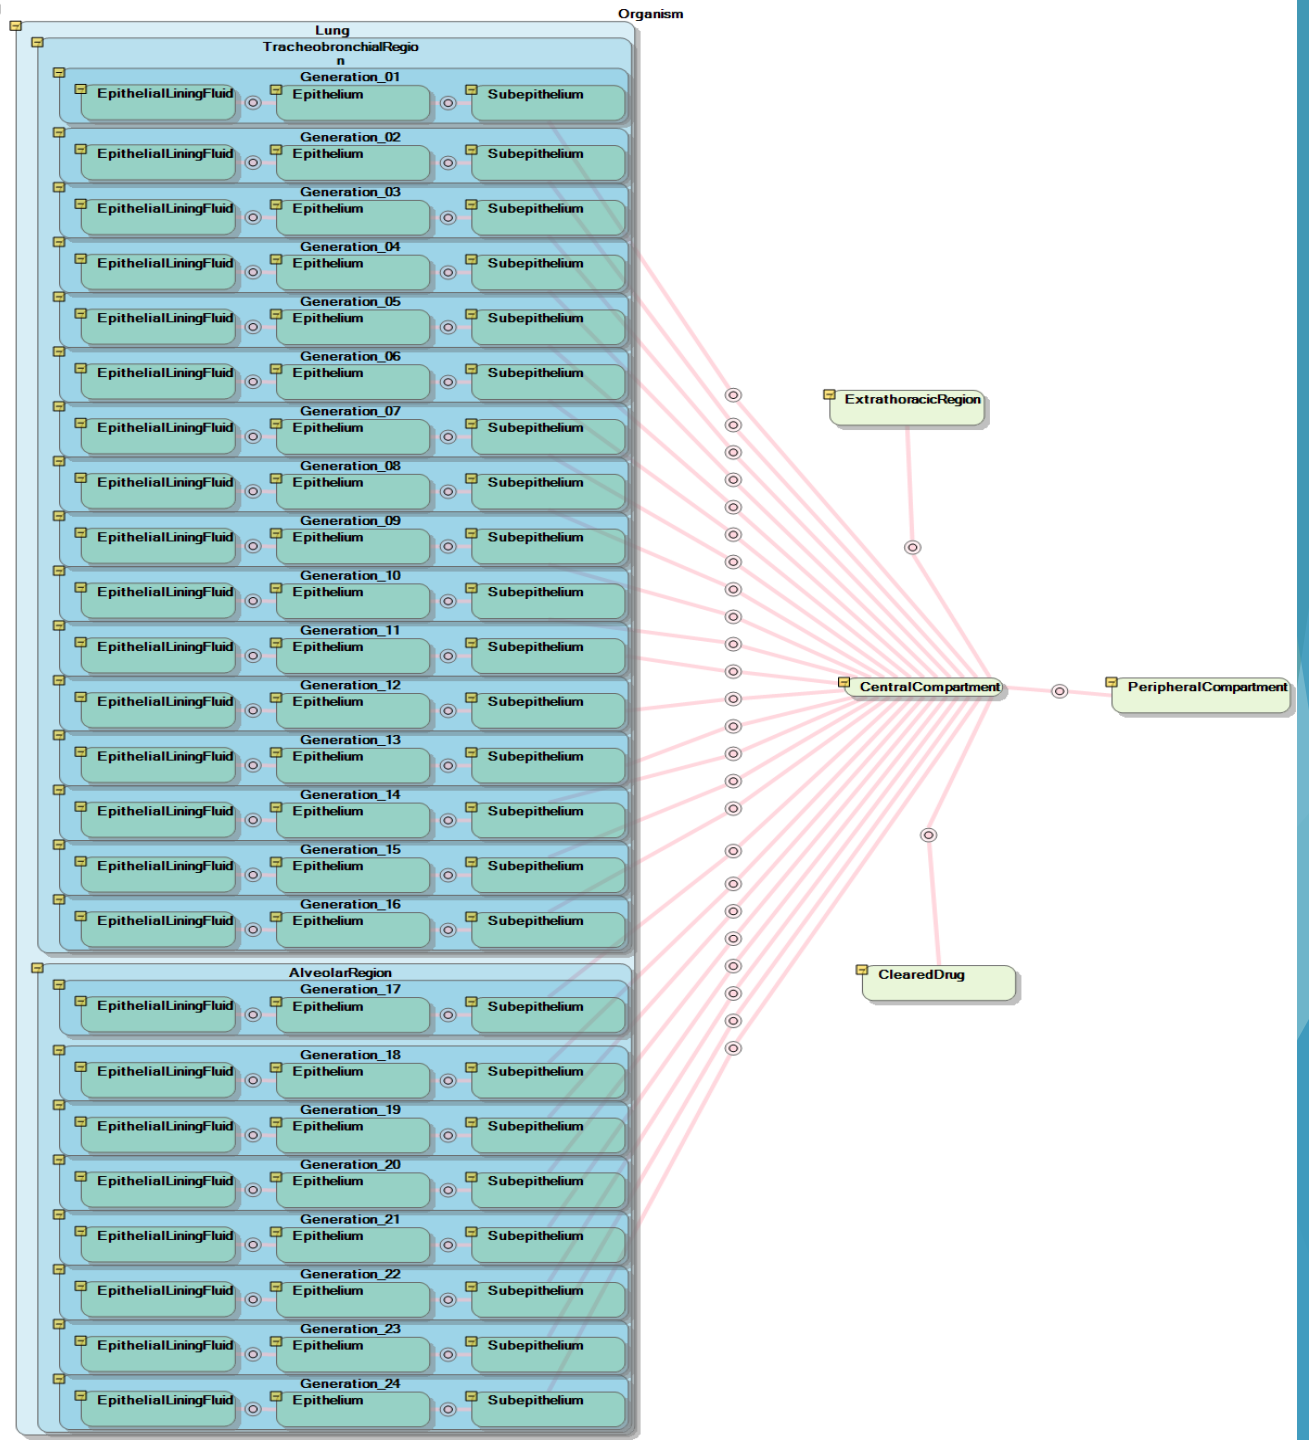 Organism
Lung
TracheobronchialRegio
n
Generation_01
EpithelialLiningFluid Epithelium Subepithelium
Generation_02
EpithelialLiningFluid Epithelium Subepithelium
Generation_03
EpithelialLiningFluid Epithelium Subepithelium
Generation_04
EpithelialLiningFluid Epithelium Subepithelium
Generation_05
EpithelialLiningFluid Epithelium Subepithelium
Generation_06
EpithelialLiningFluid Epithelium Subepithelium
Generation_07
EpithelialLiningFluid Epithelium Subepithelium
Generation_08
EpithelialLiningFluid Epithelium Subepithelium
Generation_09
EpithelialLiningFluid Epithelium Subepithelium
Generation_10
EpithelialLiningFluid Epithelium Subepithelium
Generation_11
EpithelialLiningFluid Epithelium Subepithelium
Generation_12
EpithelialLiningFluid Epithelium Subepithelium
Generation_13
EpithelialLiningFluid Epithelium Subepithelium
Generation_14
EpithelialLiningFluid Epithelium Subepithelium
Generation_15
EpithelialLiningFluid Epithelium Subepithelium
Generation_16
EpithelialLiningFluid Epithelium Subepithelium
AlveolarRegion
Generation_17
EpithelialLiningFluid Epithelium Subepithelium
Generation_18
EpithelialLiningFluid Epithelium Subepithelium
Generation_19
EpithelialLiningFluid Epithelium Subepithelium
Generation_20
EpithelialLiningFluid Epithelium Subepithelium
Generation_21
EpithelialLiningFluid Epithelium Subepithelium
Generation_22
EpithelialLiningFluid Epithelium Subepithelium
Generation_23
EpithelialLiningFluid Epithelium Subepithelium
Generation_24
EpithelialLiningFluid Epithelium Subepithelium
ExtrathoracicRegion
CentralCompartment
PeripheralCompartment
ClearedDrug